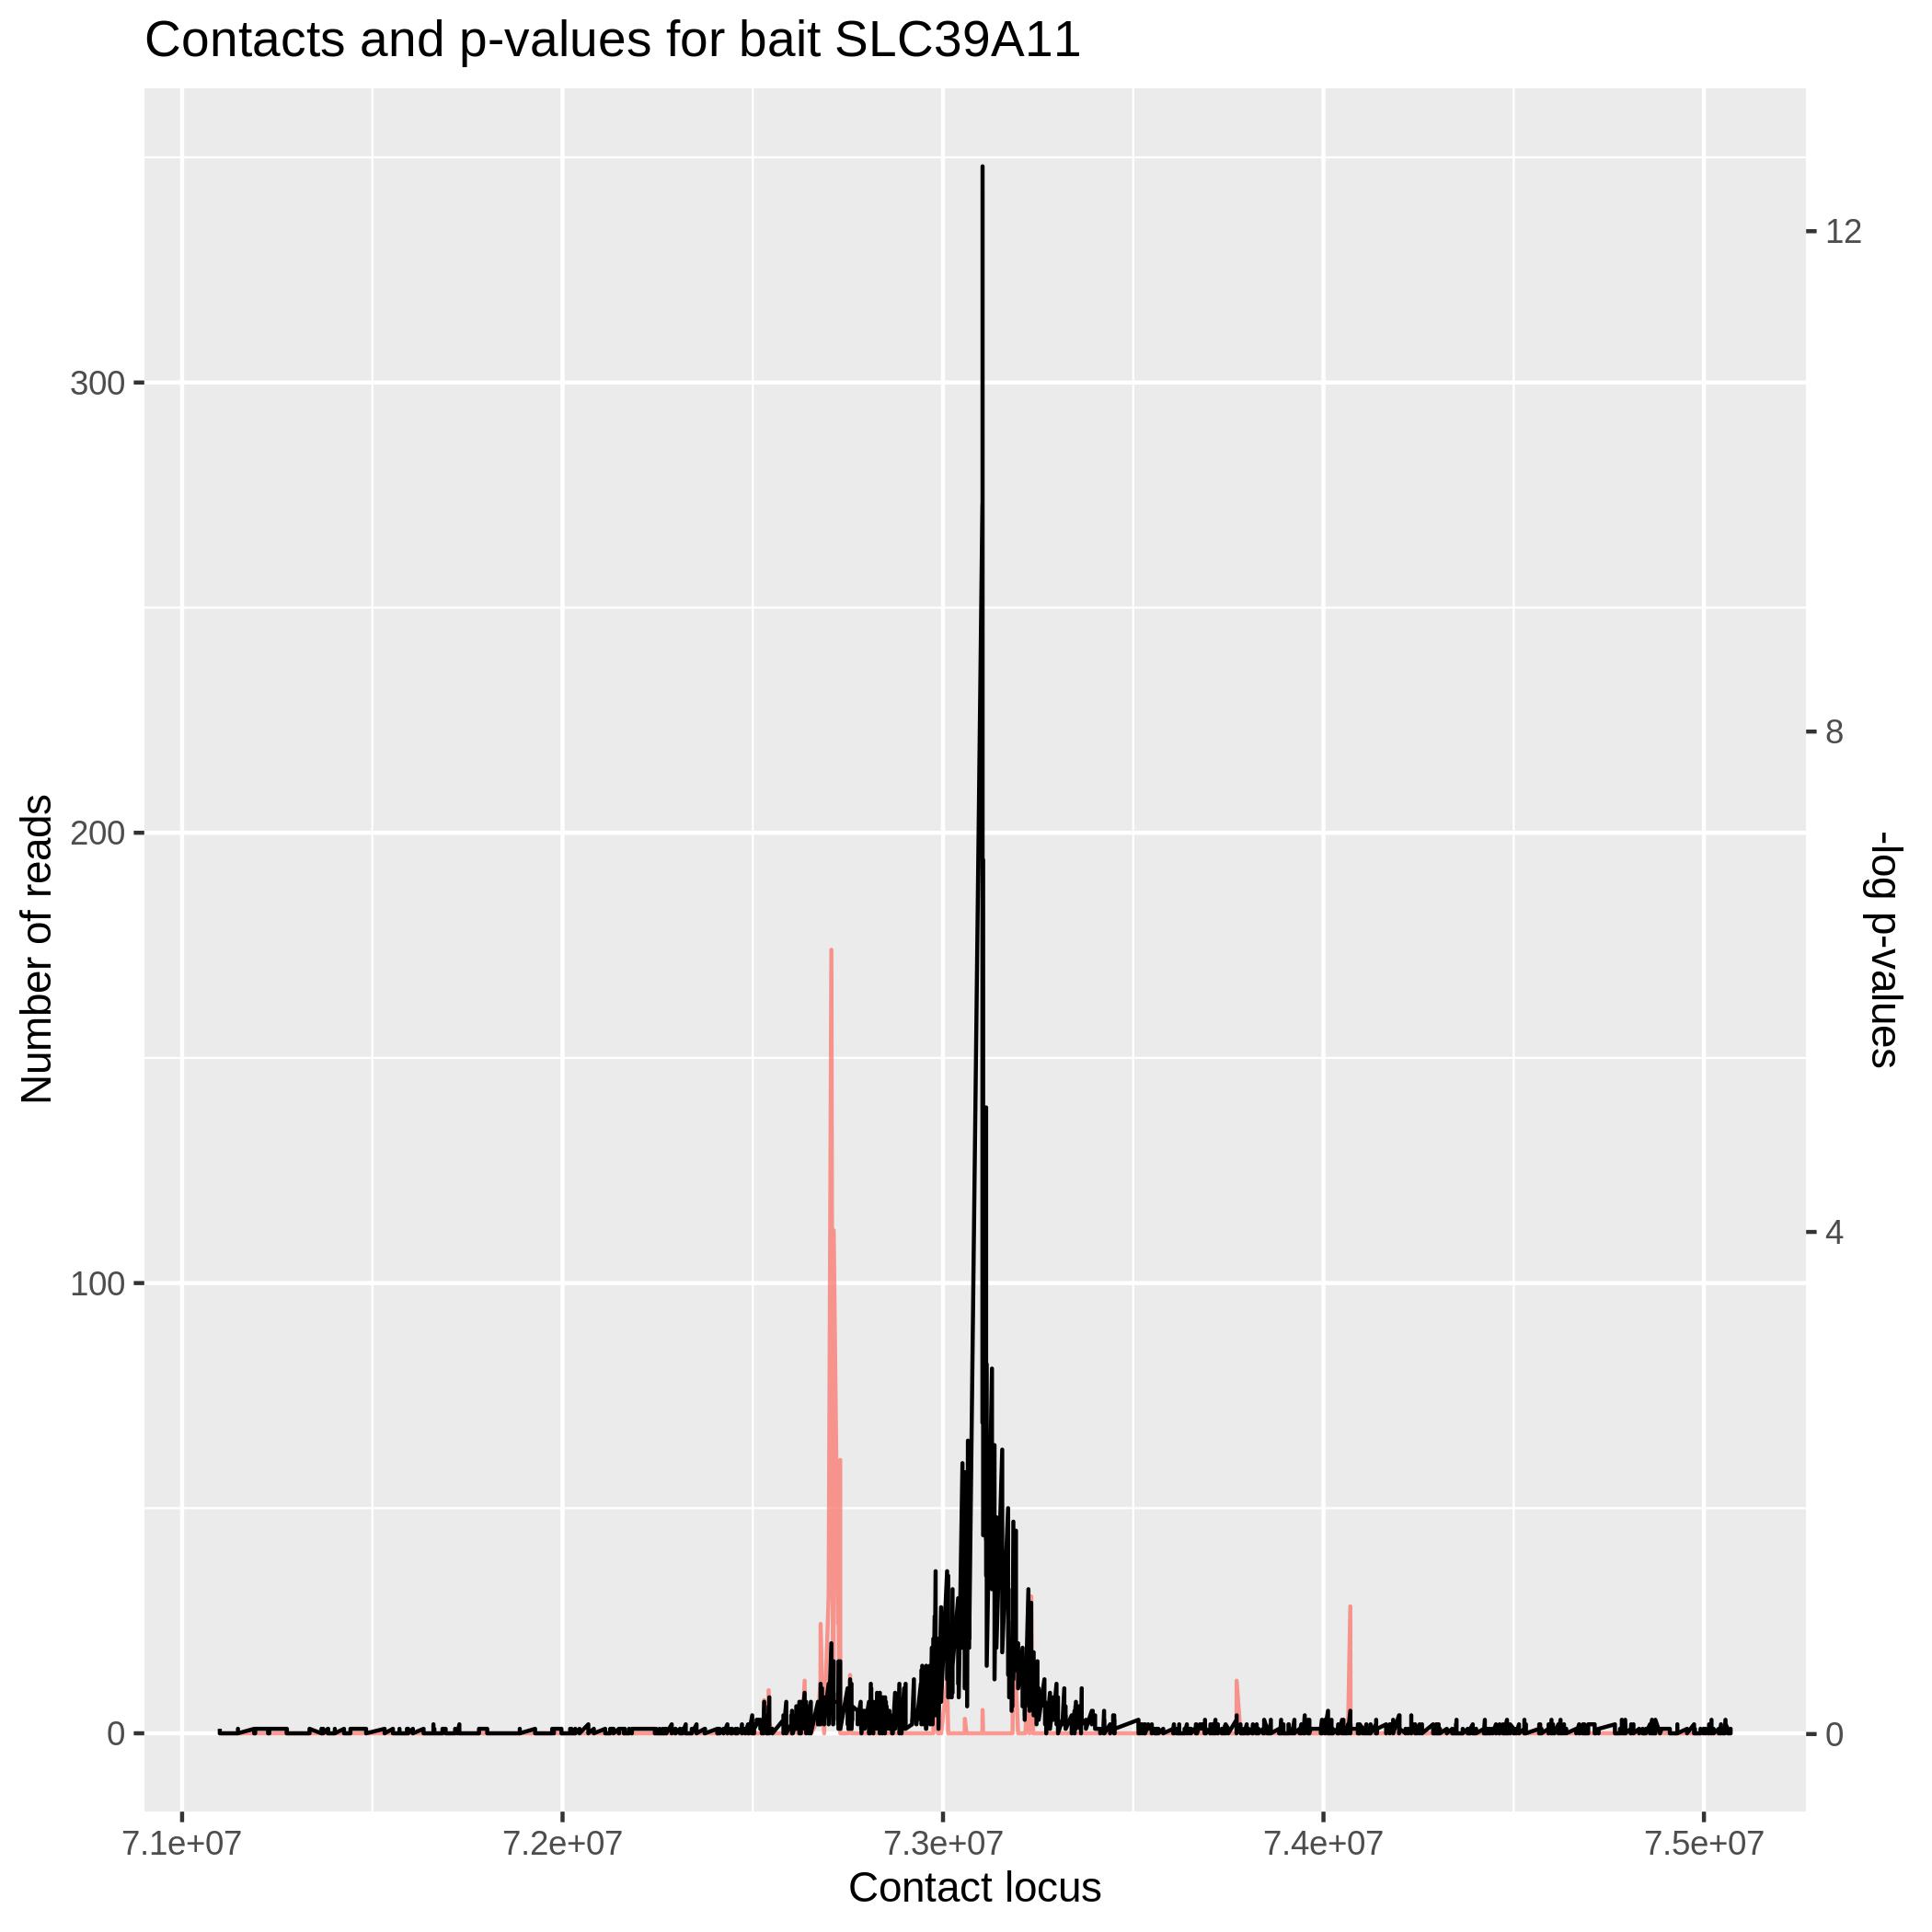 Contacts and p-values for bait SLC39A11
Number of reads
300
200
100
0
12
8
4
0
-log p-values
7.1e+07
7.2e+07
7.3e+07
7.4e+07
7.5e+07
Contact locus